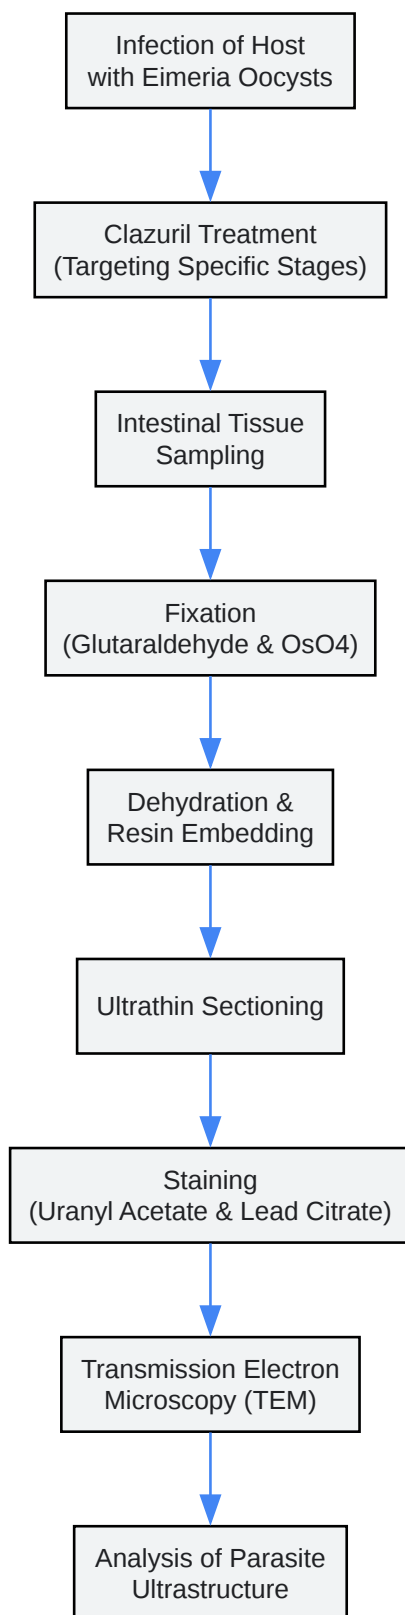 Infection of Host
with Eimeria Oocysts
Clazuril Treatment
(Targeting Specific Stages)
Intestinal Tissue
Sampling
Fixation
(Glutaraldehyde & OsO4)
Dehydration &
Resin Embedding
Ultrathin Sectioning
Staining
(Uranyl Acetate & Lead Citrate)
Transmission Electron
Microscopy (TEM)
Analysis of Parasite
Ultrastructure